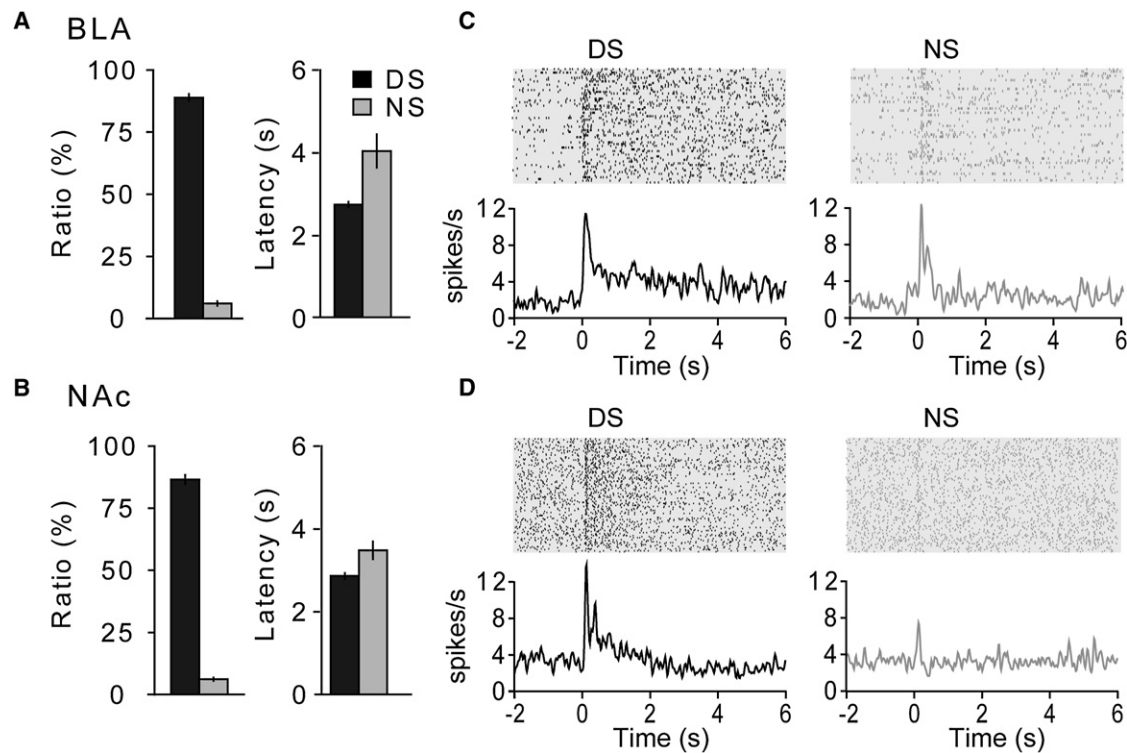 A BLA
Ratio (%)
100
75
50
25
0
Latency (s)
6
4
2
0
DS
NS
C
DS
NS
spikes/s
12
8
4
0
-2 0 2 4 6
Time (s)
12
8
4
0
-2 0 2 4 6
Time (s)
B NAc
Ratio (%)
100
75
50
25
0
Latency (s)
6
4
2
0
D
DS
NS
spikes/s
12
8
4
0
-2 0 2 4 6
Time (s)
12
8
4
0
-2 0 2 4 6
Time (s)